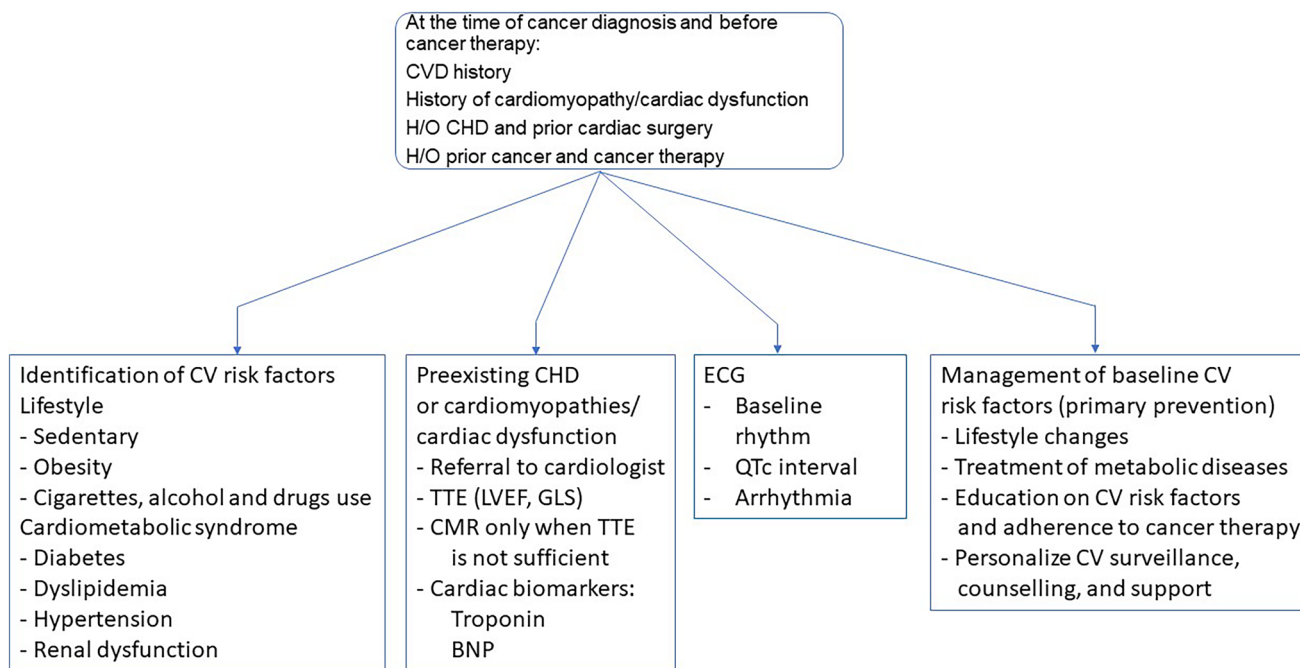 At the time of cancer diagnosis and before
cancer therapy:
CVD history
History of cardiomyopathy/cardiac dysfunction
H/O CHD and prior cardiac surgery
H/O prior cancer and cancer therapy
Identification of CV risk factors
Lifestyle
- Sedentary
- Obesity
- Cigarettes, alcohol and drugs use
Cardiometabolic syndrome
- Diabetes
- Dyslipidemia
- Hypertension
- Renal dysfunction
Preexisting CHD
or cardiomyopathies/
cardiac dysfunction
- Referral to cardiologist
- TTE (LVEF, GLS)
- CMR only when TTE
is not sufficient
- Cardiac biomarkers:
Troponin
BNP
ECG
- Baseline
rhythm
- QTc interval
- Arrhythmia
Management of baseline CV
risk factors (primary prevention)
- Lifestyle changes
- Treatment of metabolic diseases
- Education on CV risk factors
and adherence to cancer therapy
- Personalize CV surveillance,
counselling, and support